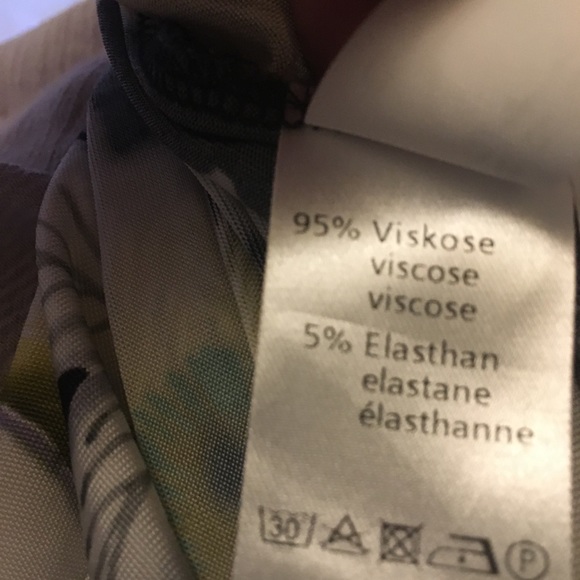 95% Viskose
viscose
viscose
5% Elasthan
elastane
élasthanne
30
P